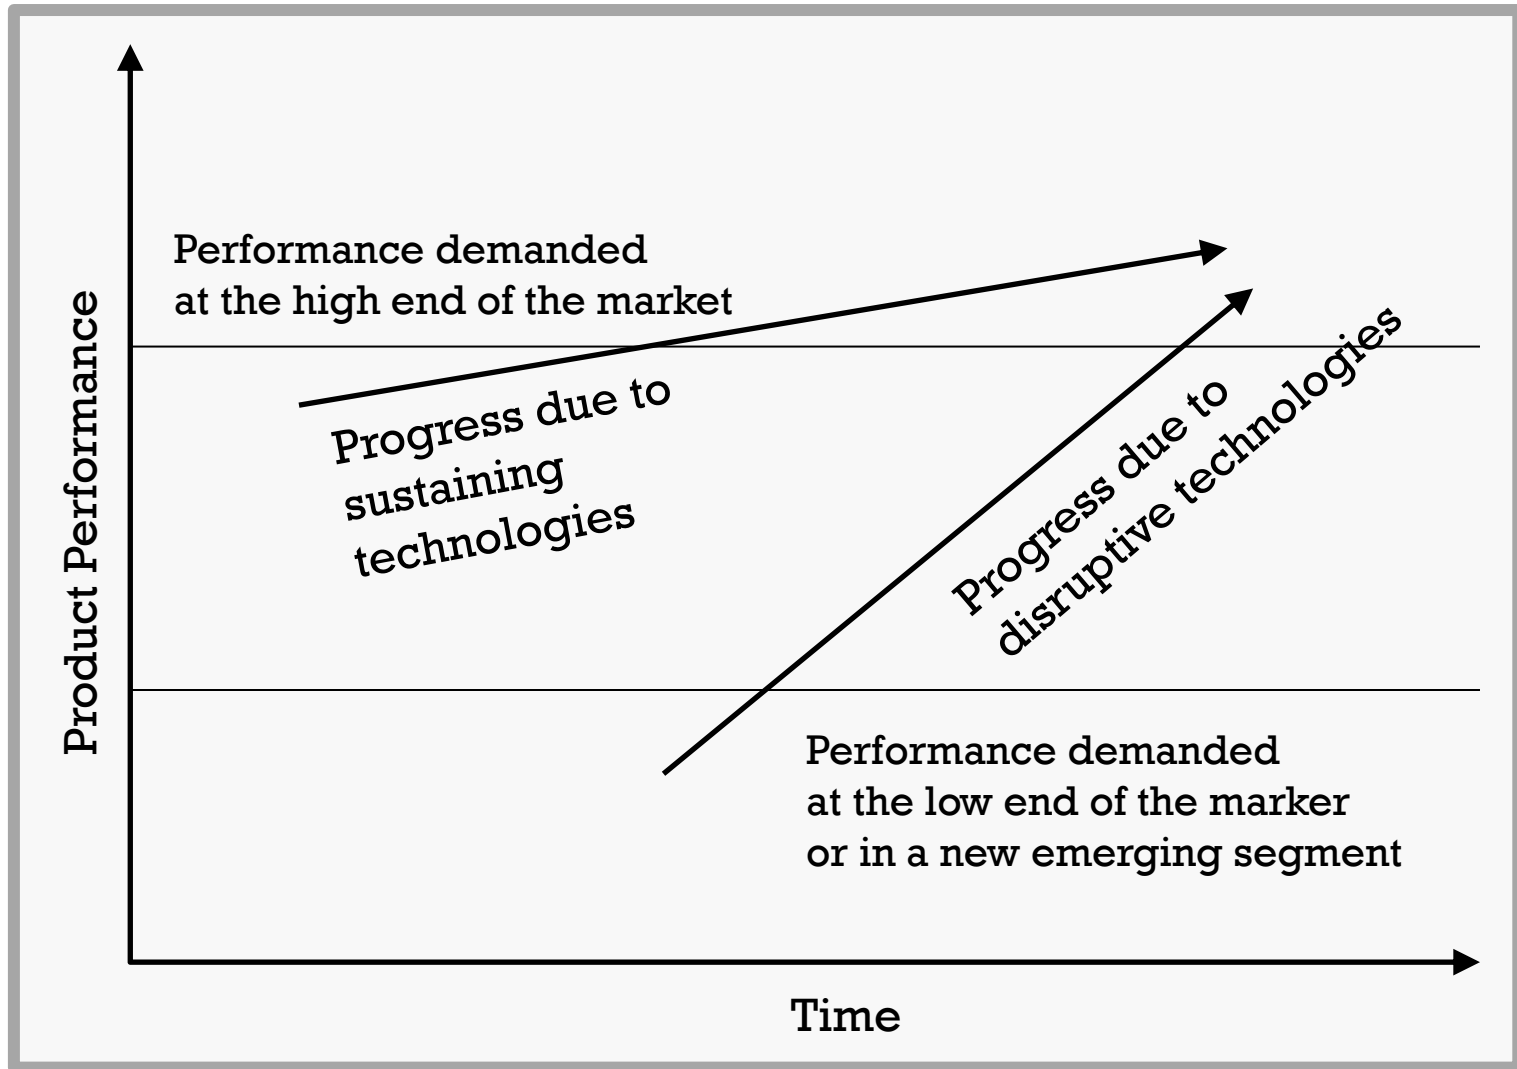 Product Performance
Performance demanded
at the high end of the market
Progress due to
sustaining
technologies
Progress due to
disruptive technologies
Performance demanded
at the low end of the marker
or in a new emerging segment
Time